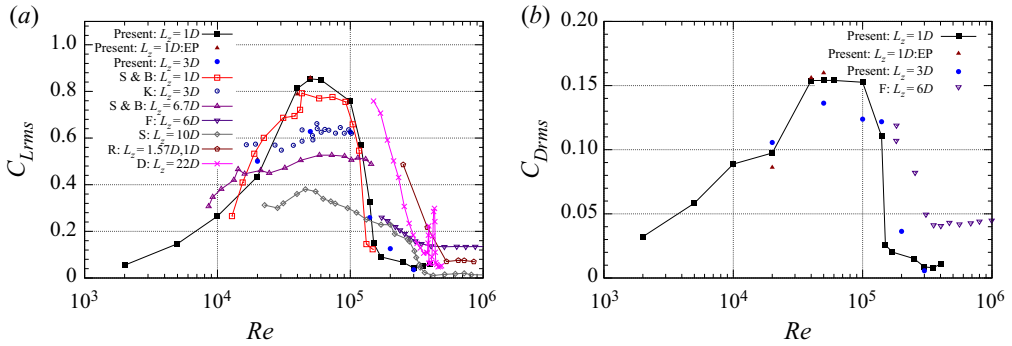 (a)
1.0
0.8
0.6
0.4
0.2
0
C_Lrms
Present: L_z = 1D
Present: L_z = 1D:EP
Present: L_z = 3D
S & B: L_z = 1D
K: L_z = 3D
S & B: L_z = 6.7D
F: L_z = 6D
S: L_z = 10D
R: L_z = 1.57D,1D
D: L_z = 22D
10^3
10^4
10^5
10^6
Re
(b)
0.20
0.15
0.10
0.05
0
C_Drms
Present: L_z = 1D
Present: L_z = 1D:EP
Present: L_z = 3D
F: L_z = 6D
10^3
10^4
10^5
10^6
Re